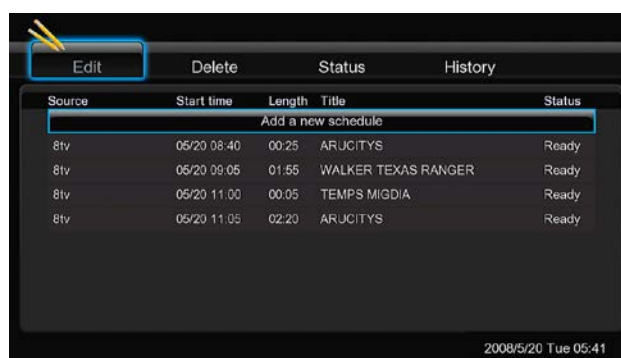 Edit Delete Status History
Source Start time Length Title Status
Add a new schedule
8tv 05/20 08:40 00:25 ARUCITYS Ready
8tv 05/20 09:05 01:55 WALKER TEXAS RANGER Ready
8tv 05/20 11:00 00:05 TEMPS MIGDIA Ready
8tv 05/20 11:05 02:20 ARUCITYS Ready
2008/5/20 Tue 05:41